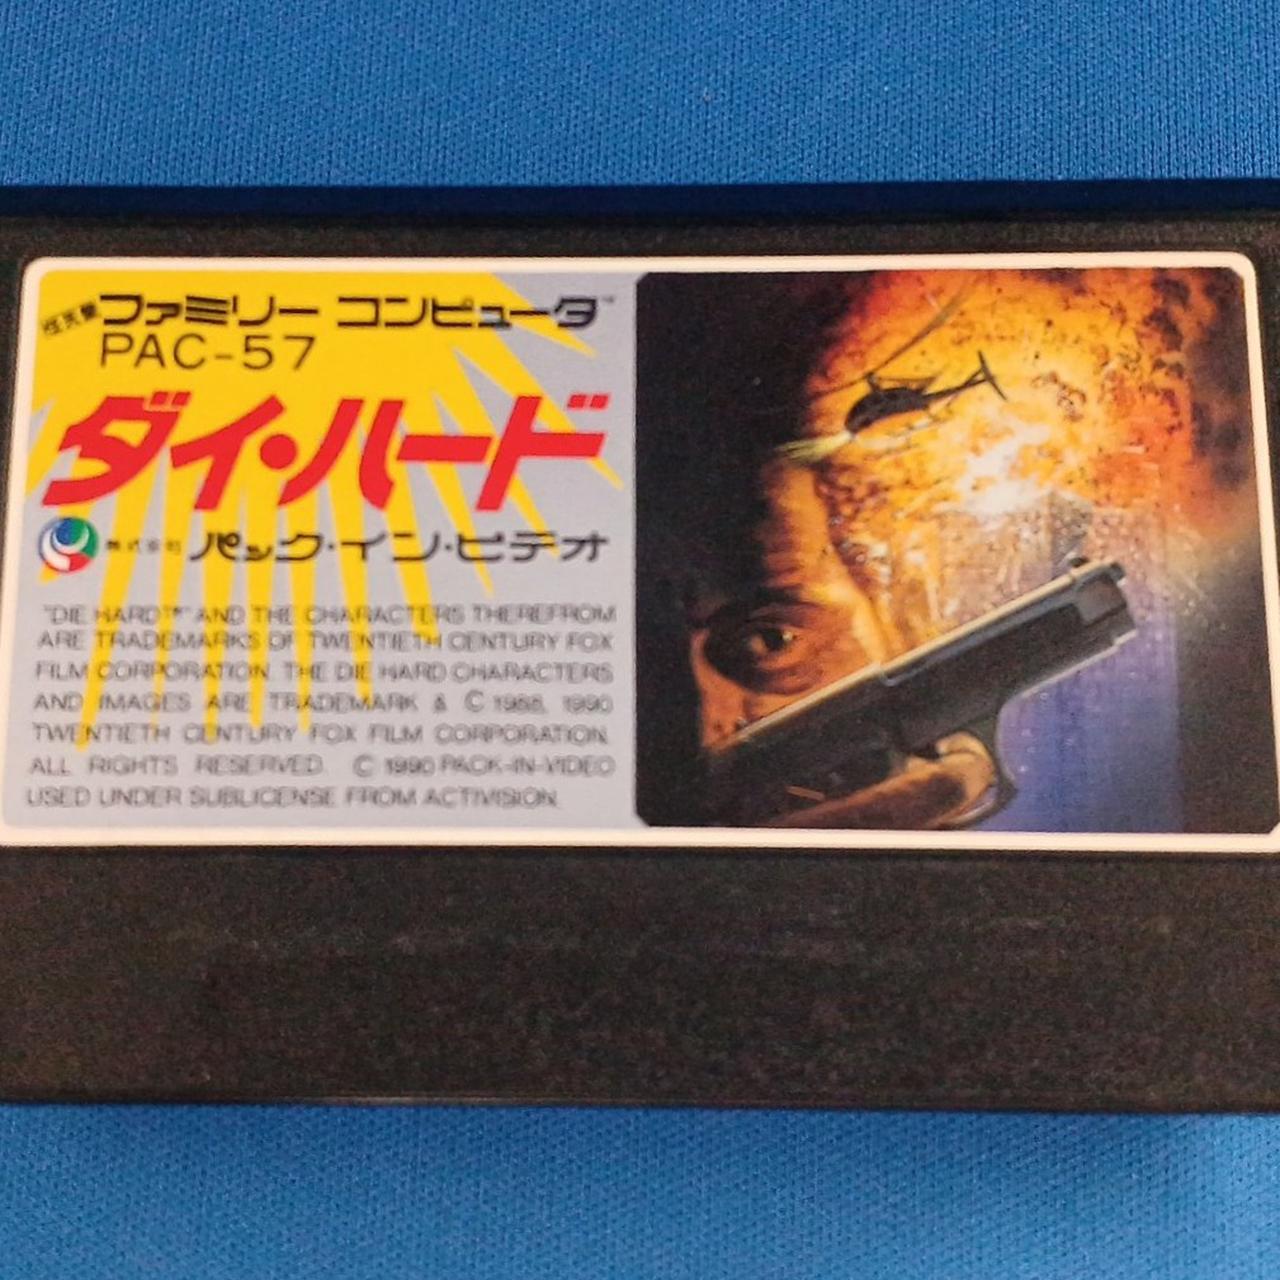 任天堂 ファミリー コンピュータ™
PAC-57
ダイ・ハード
株式会社 パック・イン・ビデオ
"DIE HARD™" AND THE CHARACTERS THEREFROM
ARE TRADEMARKS OF TWENTIETH CENTURY FOX
FILM CORPORATION. THE DIE HARD CHARACTERS
AND IMAGES ARE TRADEMARK & © 1988, 1990
TWENTIETH CENTURY FOX FILM CORPORATION.
ALL RIGHTS RESERVED. © 1990 PACK-IN-VIDEO
USED UNDER SUBLICENSE FROM ACTIVISION.